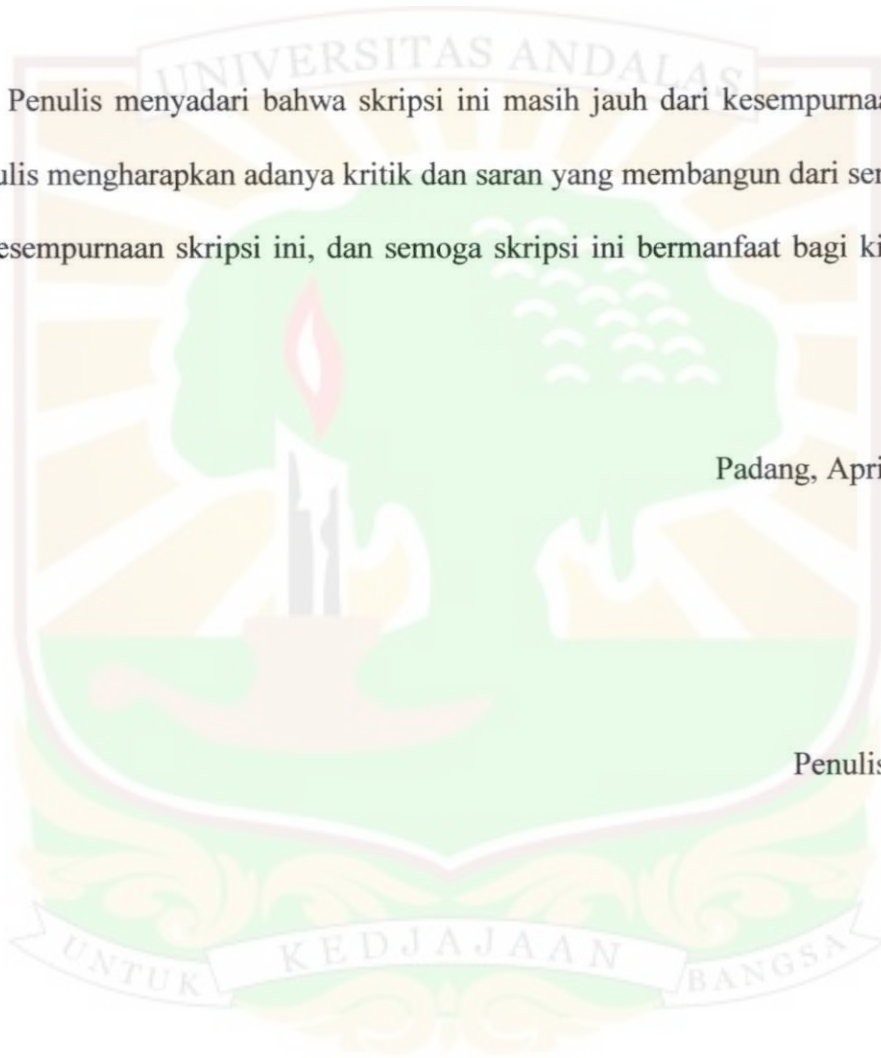 UNIVERSITAS ANDALAS
Penulis menyadari bahwa skripsi ini masih jauh dari kesempurnaa
ulis mengharapkan adanya kritik dan saran yang membangun dari ser
esempurnaan skripsi ini, dan semoga skripsi ini bermanfaat bagi ki
Padang, Apri
Penulis
UNTUK KEDJAJAAN BANGSA